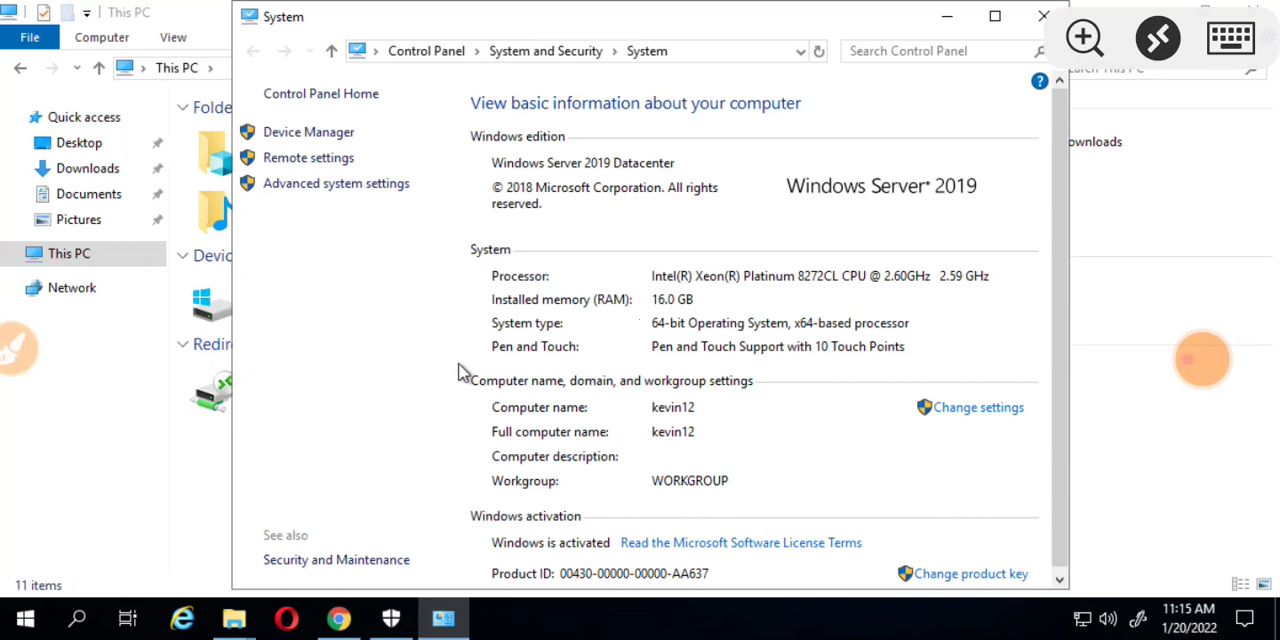 This PC
System
File
Computer
View
Control Panel
System and Security
System
Search Control Panel
This PC
Control Panel Home
Device Manager
Remote settings
Advanced system settings
Quick access
Desktop
Downloads
Documents
Pictures
This PC
Network
Folde
Devic
Redire
ownloads
View basic information about your computer
Windows edition
Windows Server 2019 Datacenter
© 2018 Microsoft Corporation. All rights
reserved.
Windows Server 2019
System
Processor: Intel(R) Xeon(R) Platinum 8272CL CPU @ 2.60GHz 2.59 GHz
Installed memory (RAM): 16.0 GB
System type: 64-bit Operating System, x64-based processor
Pen and Touch: Pen and Touch Support with 10 Touch Points
Computer name, domain, and workgroup settings
Computer name: kevin12
Change settings
Full computer name: kevin12
Computer description:
Workgroup: WORKGROUP
Windows activation
Windows is activated Read the Microsoft Software License Terms
Product ID: 00430-00000-00000-AA637
Change product key
See also
Security and Maintenance
11 items
11:15 AM
1/20/2022